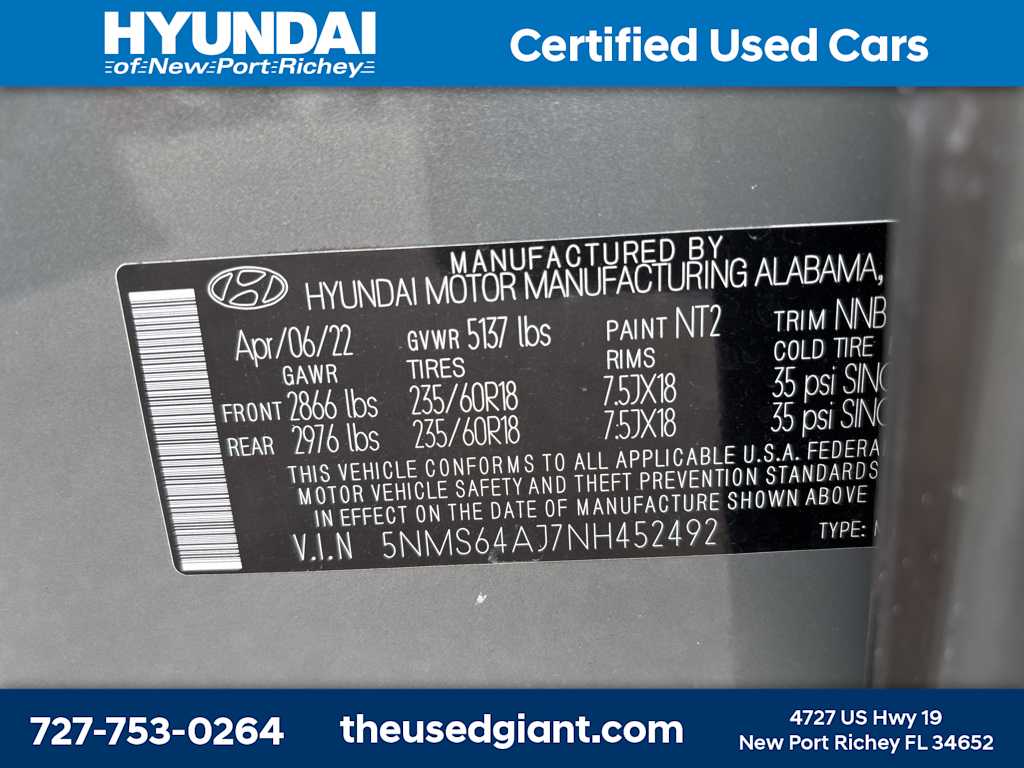 HYUNDAI
of New Port Richey
Certified Used Cars
MANUFACTURED BY
HYUNDAI MOTOR MANUFACTURING ALABAMA,
Apr/06/22 GVWR 5137 lbs PAINT NT2 TRIM NNB
GAWR TIRES RIMS COLD TIRE
FRONT 2866 lbs 235/60R18 7.5JX18 35 psi SING
REAR 2976 lbs 235/60R18 7.5JX18 35 psi SING
THIS VEHICLE CONFORMS TO ALL APPLICABLE U.S.A. FEDERA
MOTOR VEHICLE SAFETY AND THEFT PREVENTION STANDARDS
IN EFFECT ON THE DATE OF MANUFACTURE SHOWN ABOVE
V.I.N 5NMS64AJ7NH452492 TYPE:
727-753-0264
theusedgiant.com
4727 US Hwy 19
New Port Richey FL 34652